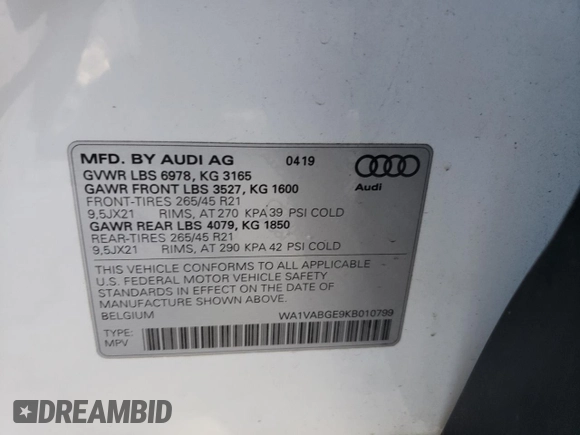 MFD. BY AUDI AG 0419
GVWR LBS 6978, KG 3165
GAWR FRONT LBS 3527, KG 1600
FRONT-TIRES 265/45 R21
9,5JX21 RIMS, AT 270 KPA 39 PSI COLD
GAWR REAR LBS 4079, KG 1850
REAR-TIRES 265/45 R21
9,5JX21 RIMS, AT 290 KPA 42 PSI COLD
Audi
THIS VEHICLE CONFORMS TO ALL APPLICABLE
U.S. FEDERAL MOTOR VEHICLE SAFETY
STANDARDS IN EFFECT ON THE DATE OF
MANUFACTURE SHOWN ABOVE.
BELGIUM WA1VABGE9KB010799
TYPE:
MPV
DREAMBID